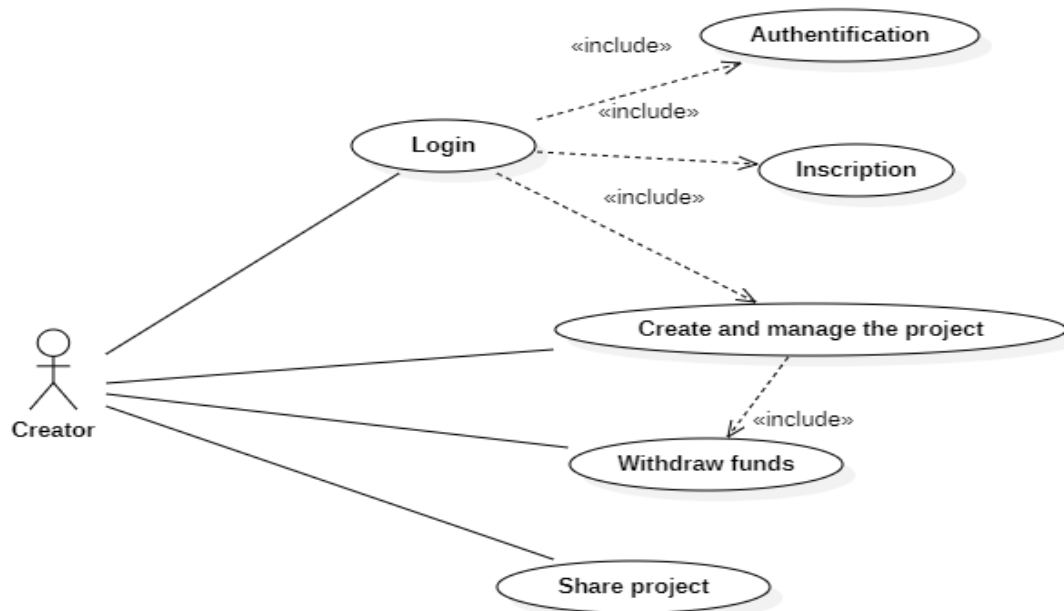 Authentification
«include»
«include»
Login
Inscription
«include»
Create and manage the project
Creator
«include»
Withdraw funds
Share project